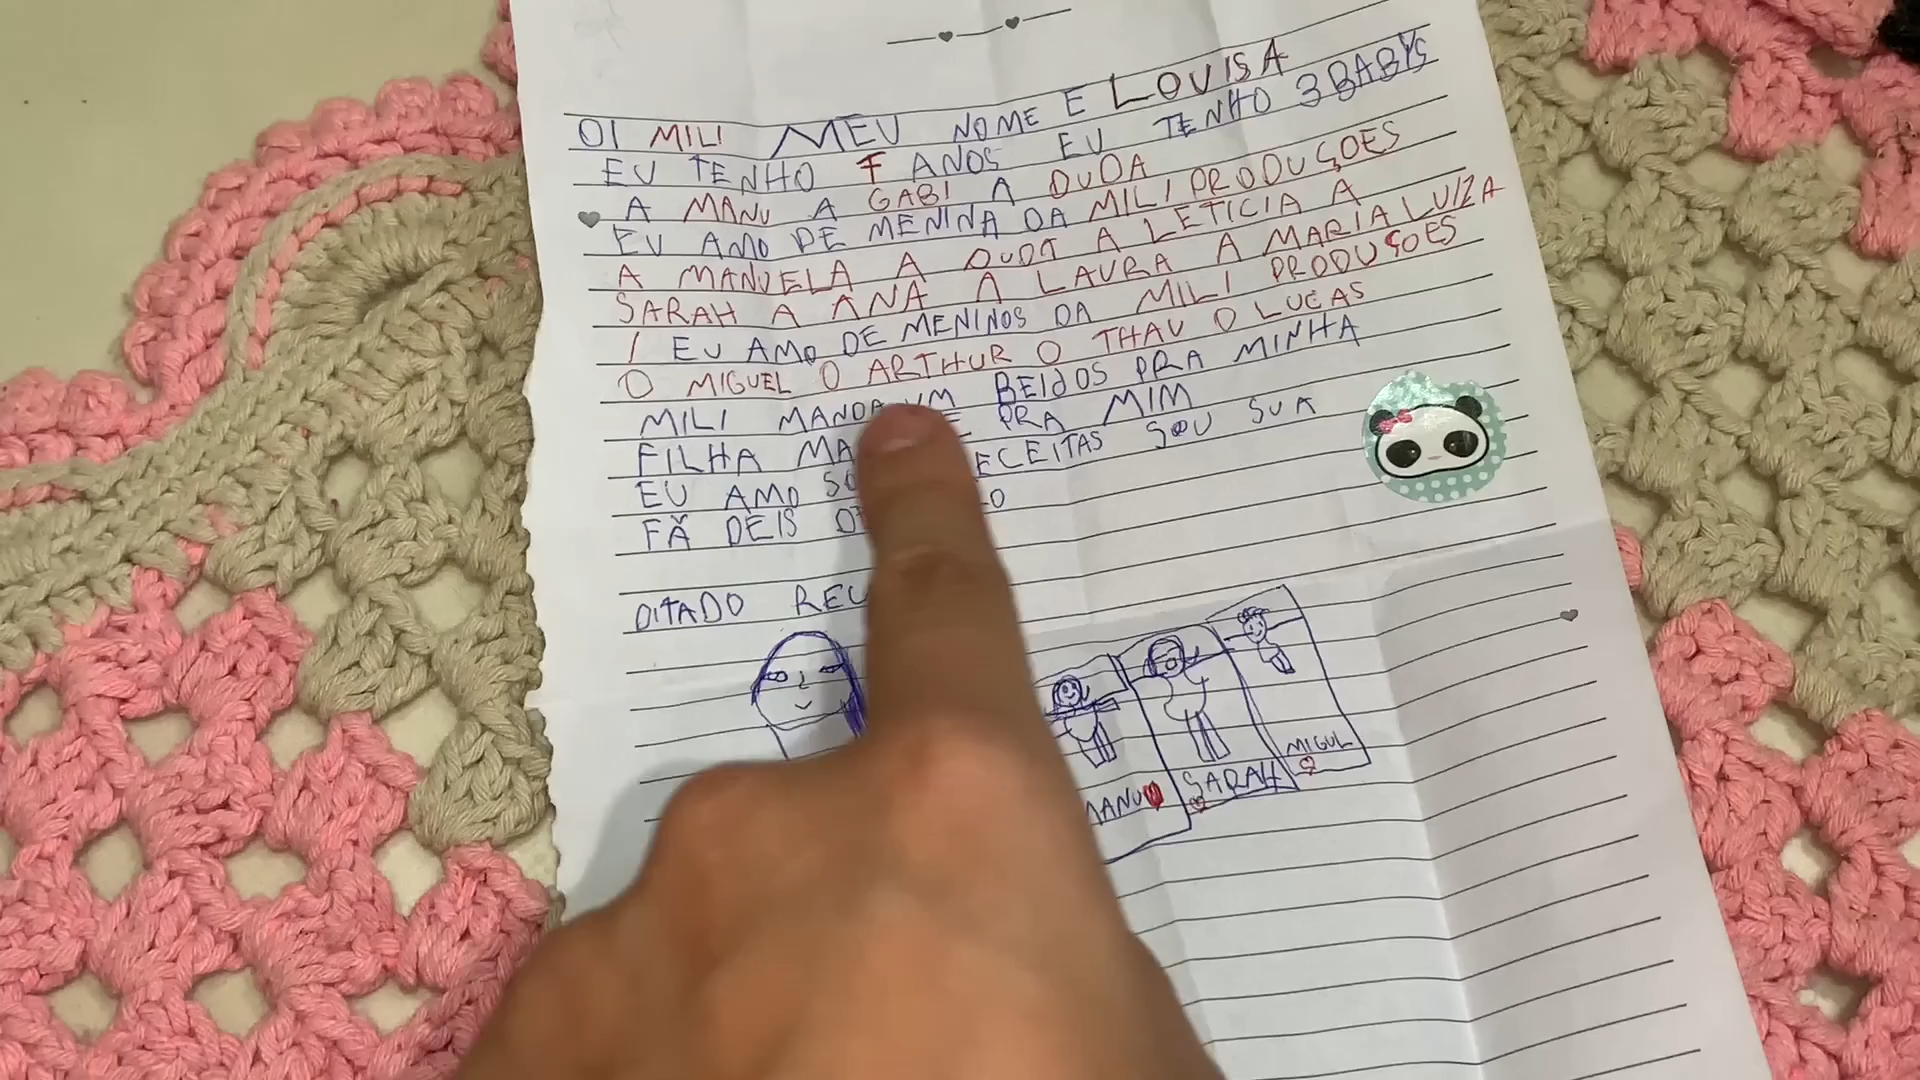 OI MILI MEU NOME E LOUISA
EU TENHO 7 ANOS EU TENHO 3 BABYS
A MANU A GABI A DUDA
EU AMO DE MENINA DA MILI PRODUÇOES
A MANUELA A DUDA A LETICIA A
SARAH A ANA A LAURA A MARIA LUIZA
I EU AMO DE MENINOS DA MILI PRODUÇOES
O MIGUEL O ARTHUR O THAU O LUCAS
MILI MANDA UM BEIJOS PRA MINHA
FILHA PRA MIM
EU AMO SOU SUA
FÃ DEIS
DITADO
MANU SARAH MIGUL